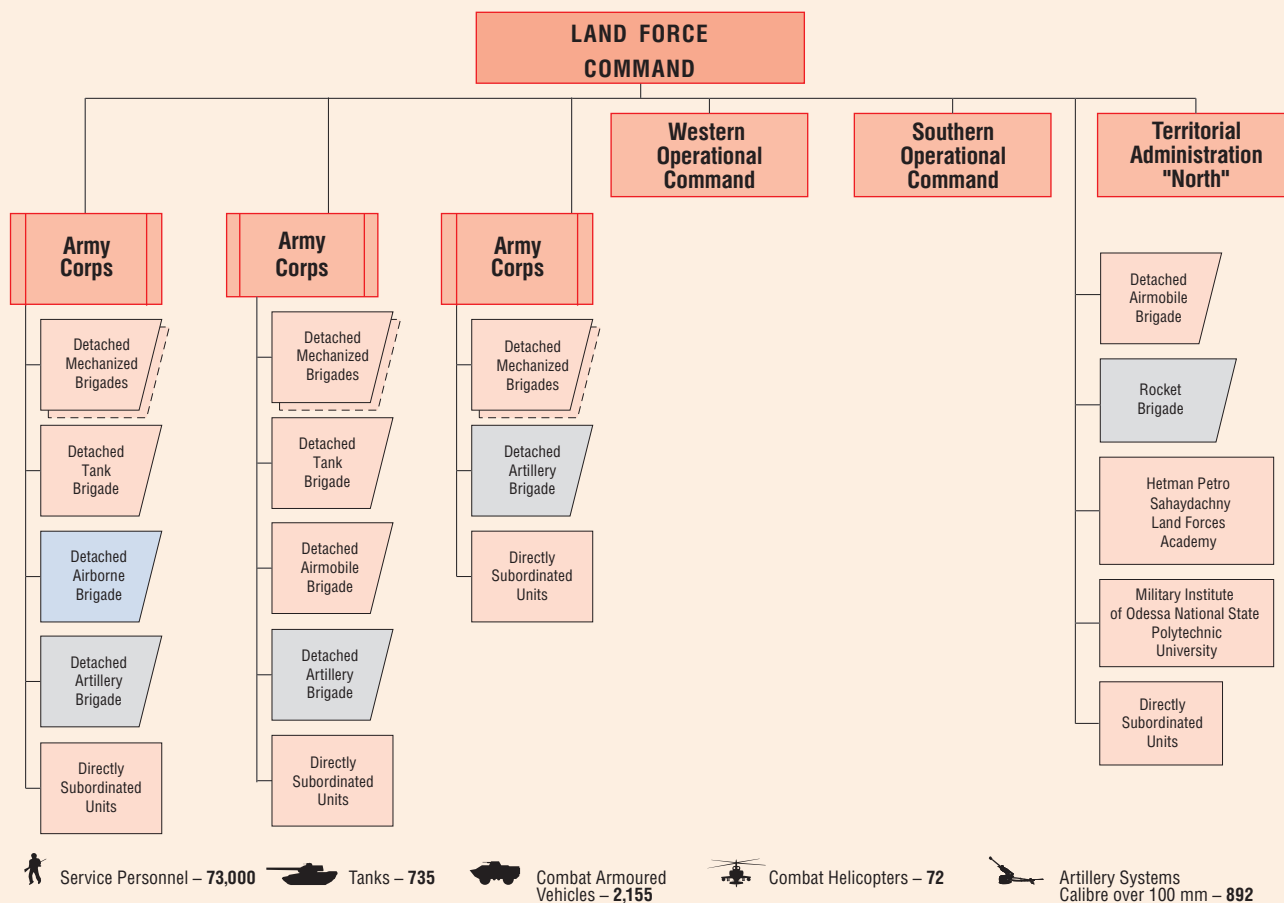 LAND FORCE
COMMAND
Western
Operational
Command
Southern
Operational
Command
Territorial
Administration
"North"
Army
Corps
Detached
Mechanized
Brigades
Detached
Tank
Brigade
Detached
Airborne
Brigade
Detached
Artillery
Brigade
Directly
Subordinated
Units
Army
Corps
Detached
Mechanized
Brigades
Detached
Tank
Brigade
Detached
Airmobile
Brigade
Detached
Artillery
Brigade
Directly
Subordinated
Units
Army
Corps
Detached
Mechanized
Brigades
Detached
Artillery
Brigade
Directly
Subordinated
Units
Detached
Airmobile
Brigade
Rocket
Brigade
Hetman Petro
Sahaydachny
Land Forces
Academy
Military Institute
of Odessa National State
Polytechnic
University
Directly
Subordinated
Units
Service Personnel – 73,000
Tanks – 735
Combat Armoured
Vehicles – 2,155
Combat Helicopters – 72
Artillery Systems
Calibre over 100 mm – 892